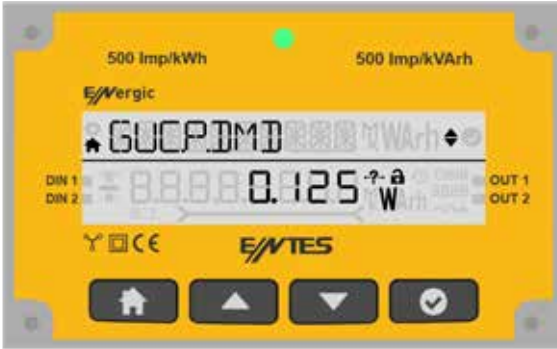 500 Imp/kWh 500 Imp/kVArh
ENergic
GUCP.DMD
DIN 1 0.125 -?- W OUT 1
DIN 2 OUT 2
CE ENTES